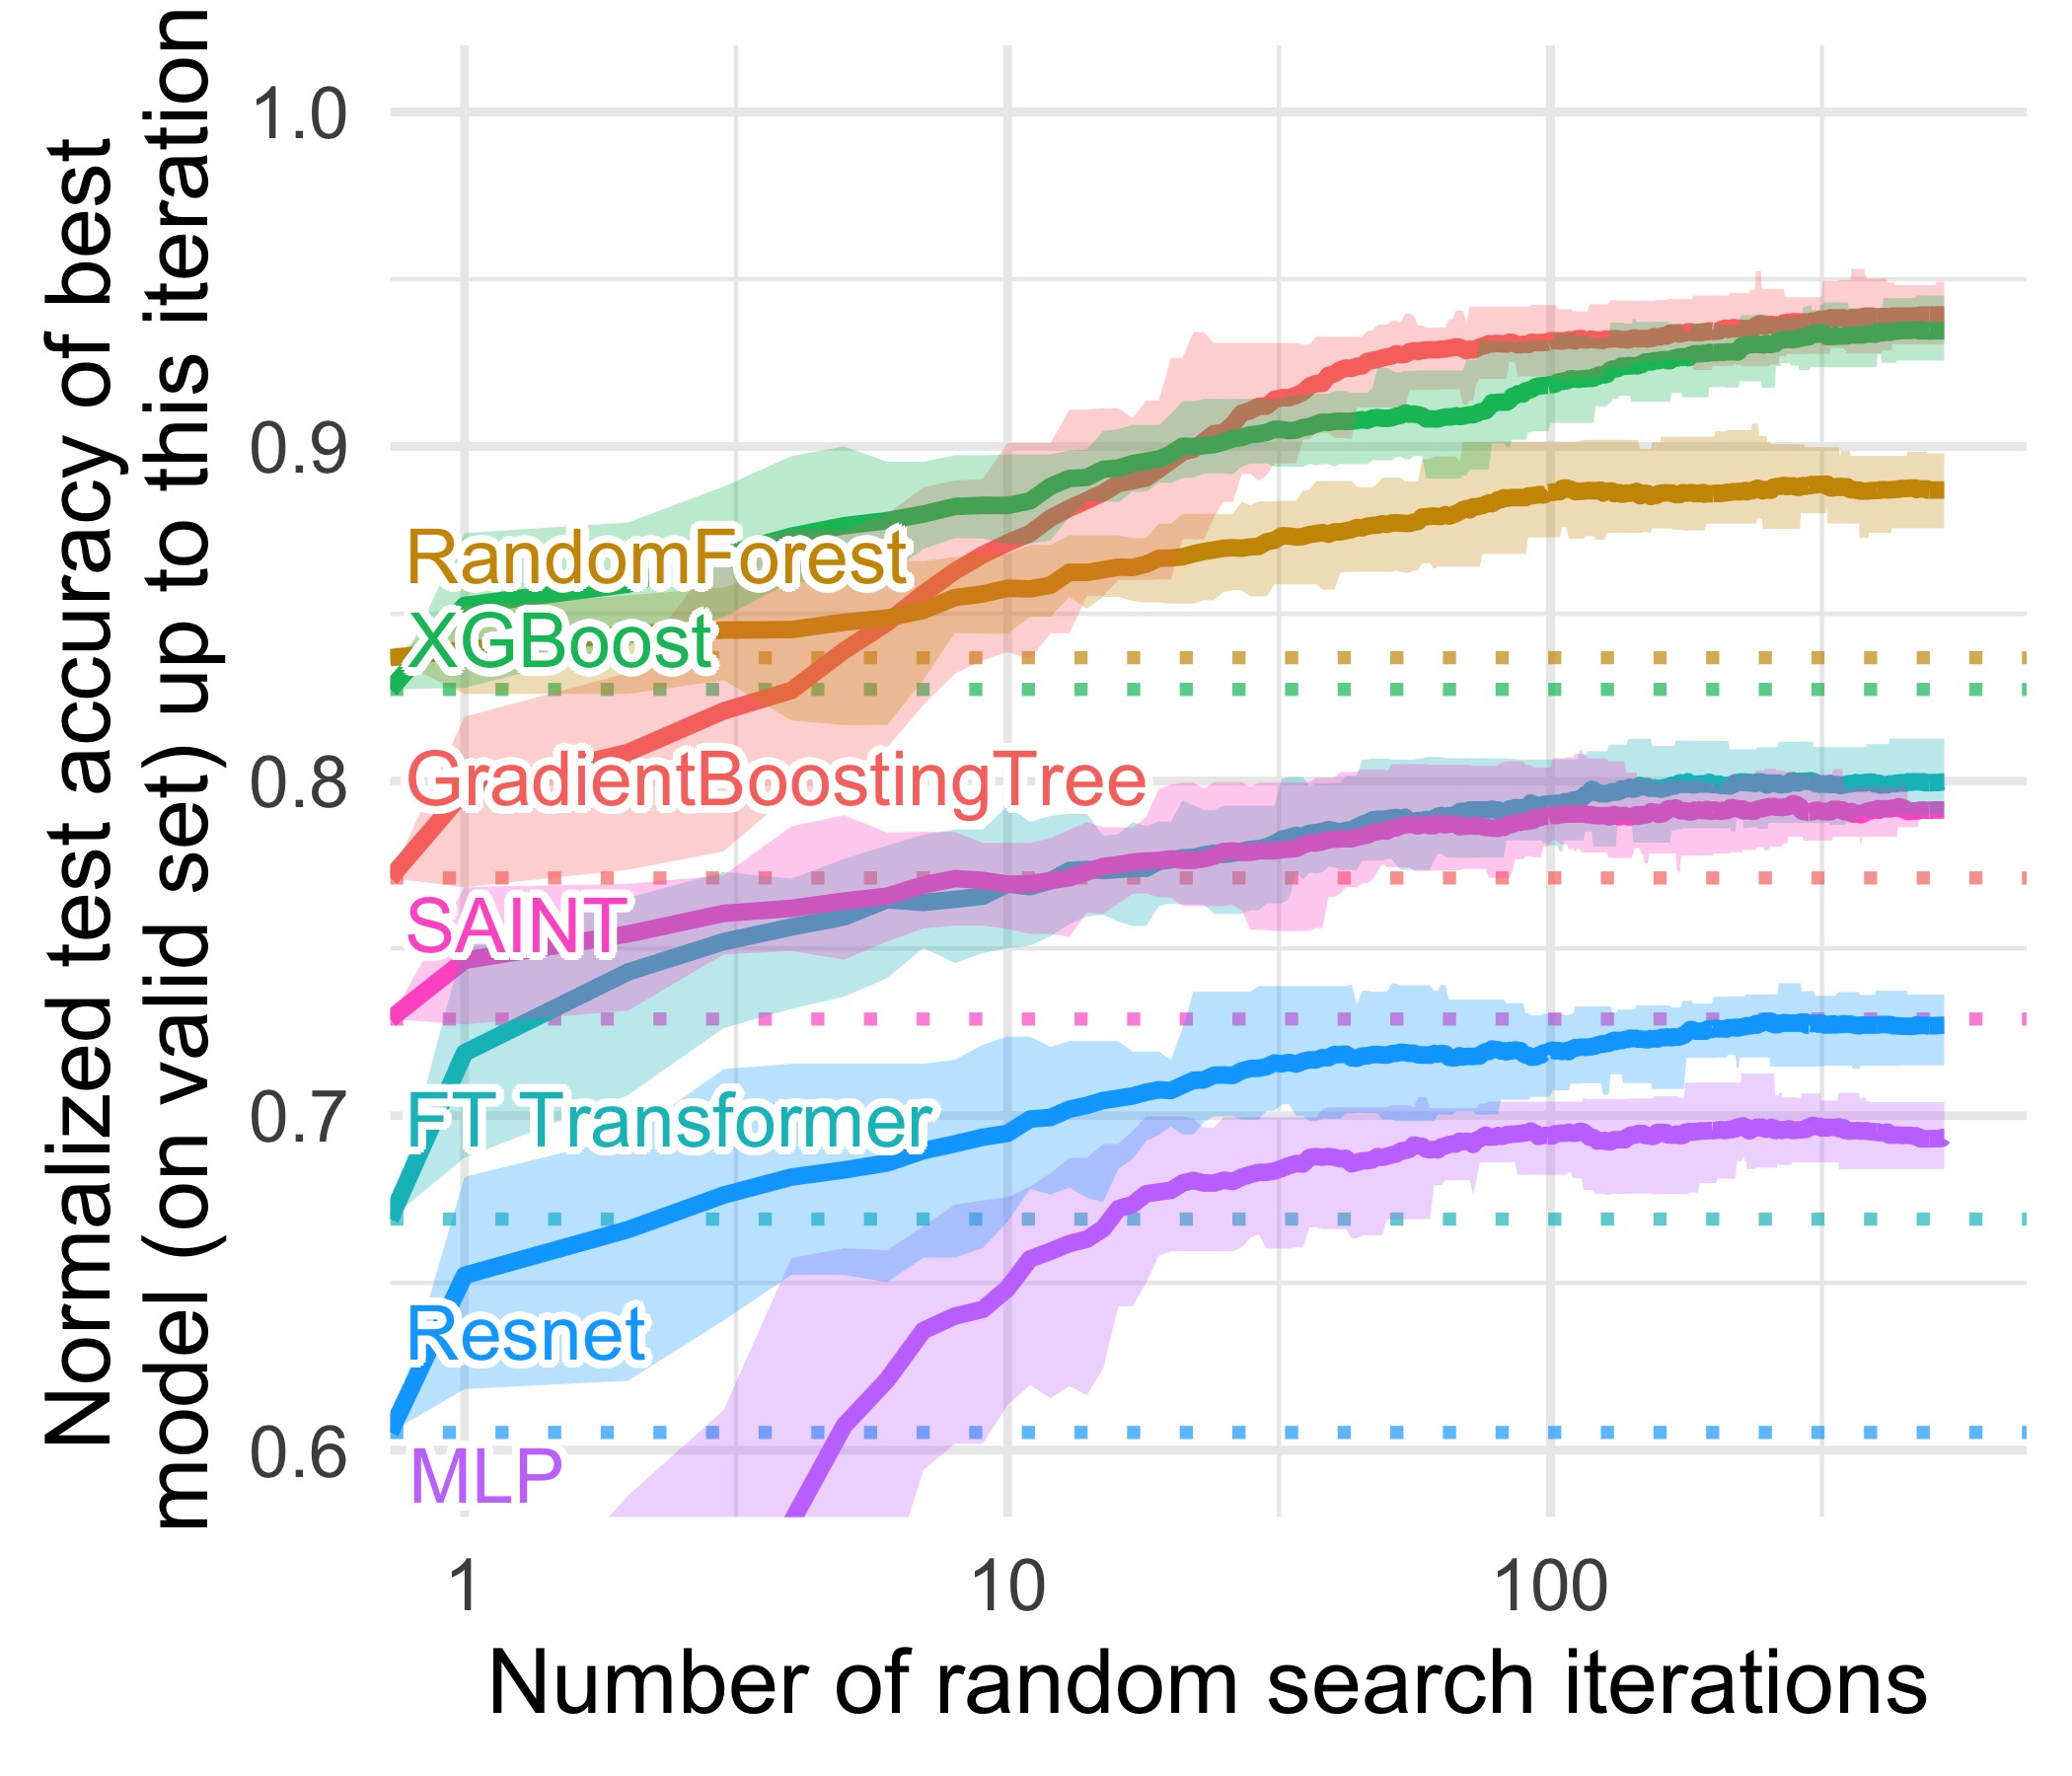 Normalized test accuracy of best
model (on valid set) up to this iteration
1.0
0.9
0.8
0.7
0.6
RandomForest
XGBoost
GradientBoostingTree
SAINT
FT Transformer
Resnet
MLP
1 10 100
Number of random search iterations